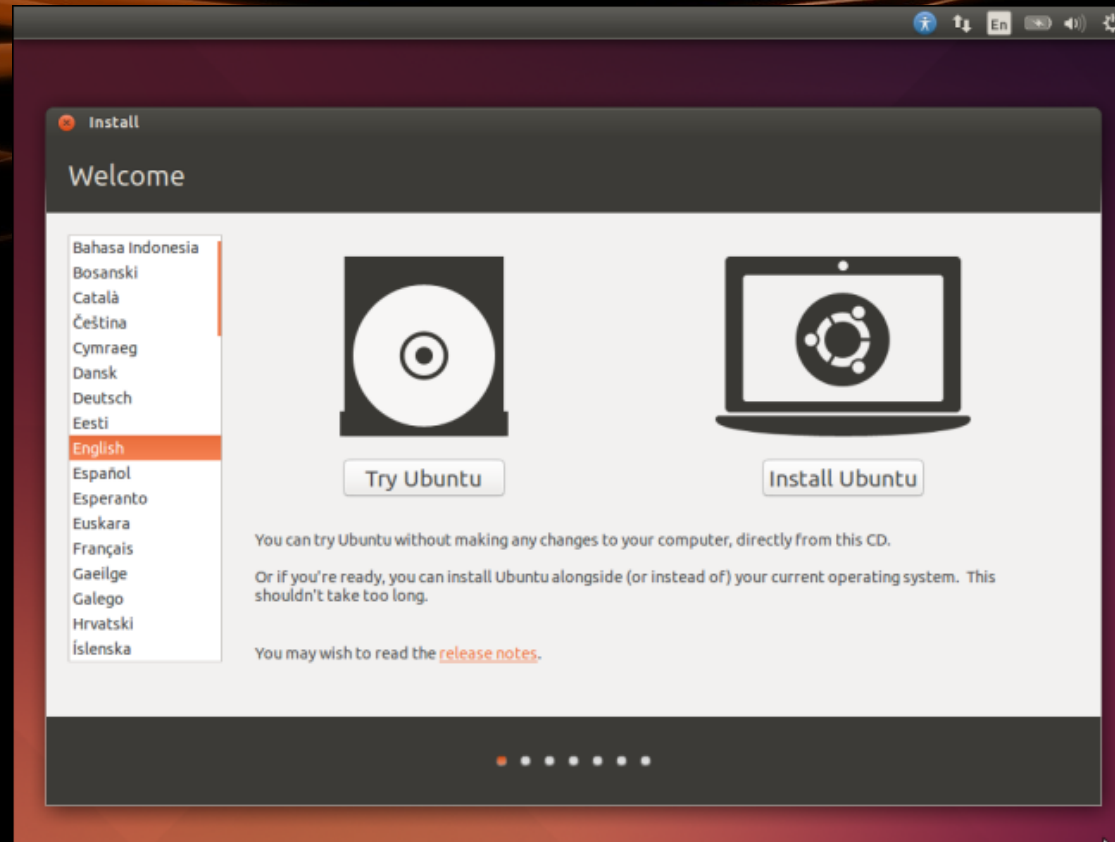 En
Install
Welcome
Bahasa Indonesia
Bosanski
Català
Čeština
Cymraeg
Dansk
Deutsch
Eesti
English
Español
Esperanto
Euskara
Français
Gaeilge
Galego
Hrvatski
Íslenska
Try Ubuntu
Install Ubuntu
You can try Ubuntu without making any changes to your computer, directly from this CD.
Or if you're ready, you can install Ubuntu alongside (or instead of) your current operating system. This
shouldn't take too long.
You may wish to read the release notes.